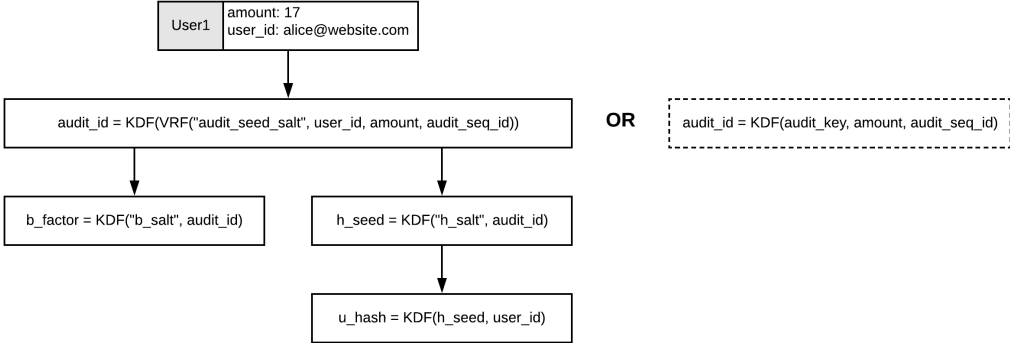 User1
amount: 17
user_id: alice@website.com
audit_id = KDF(VRF("audit_seed_salt", user_id, amount, audit_seq_id))
OR
audit_id = KDF(audit_key, amount, audit_seq_id)
b_factor = KDF("b_salt", audit_id)
h_seed = KDF("h_salt", audit_id)
u_hash = KDF(h_seed, user_id)